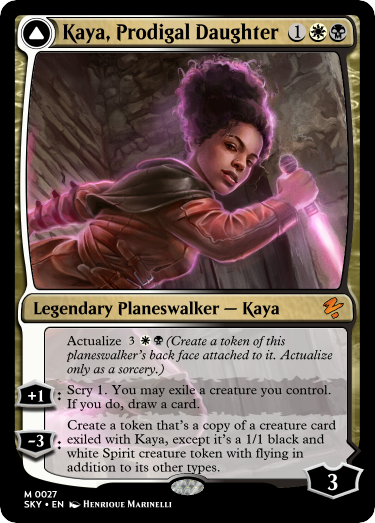 Kaya, Prodigal Daughter 1
Legendary Planeswalker — Kaya
Actualize 3 (Create a token of this
planeswalker's back face attached to it. Actualize
only as a sorcery.)
+1: Scry 1. You may exile a creature you control.
If you do, draw a card.
-3: Create a token that's a copy of a creature card
exiled with Kaya, except it's a 1/1 black and
white Spirit creature token with flying in
addition to its other types.
3
M 0027
SKY • EN Henrique Marinelli